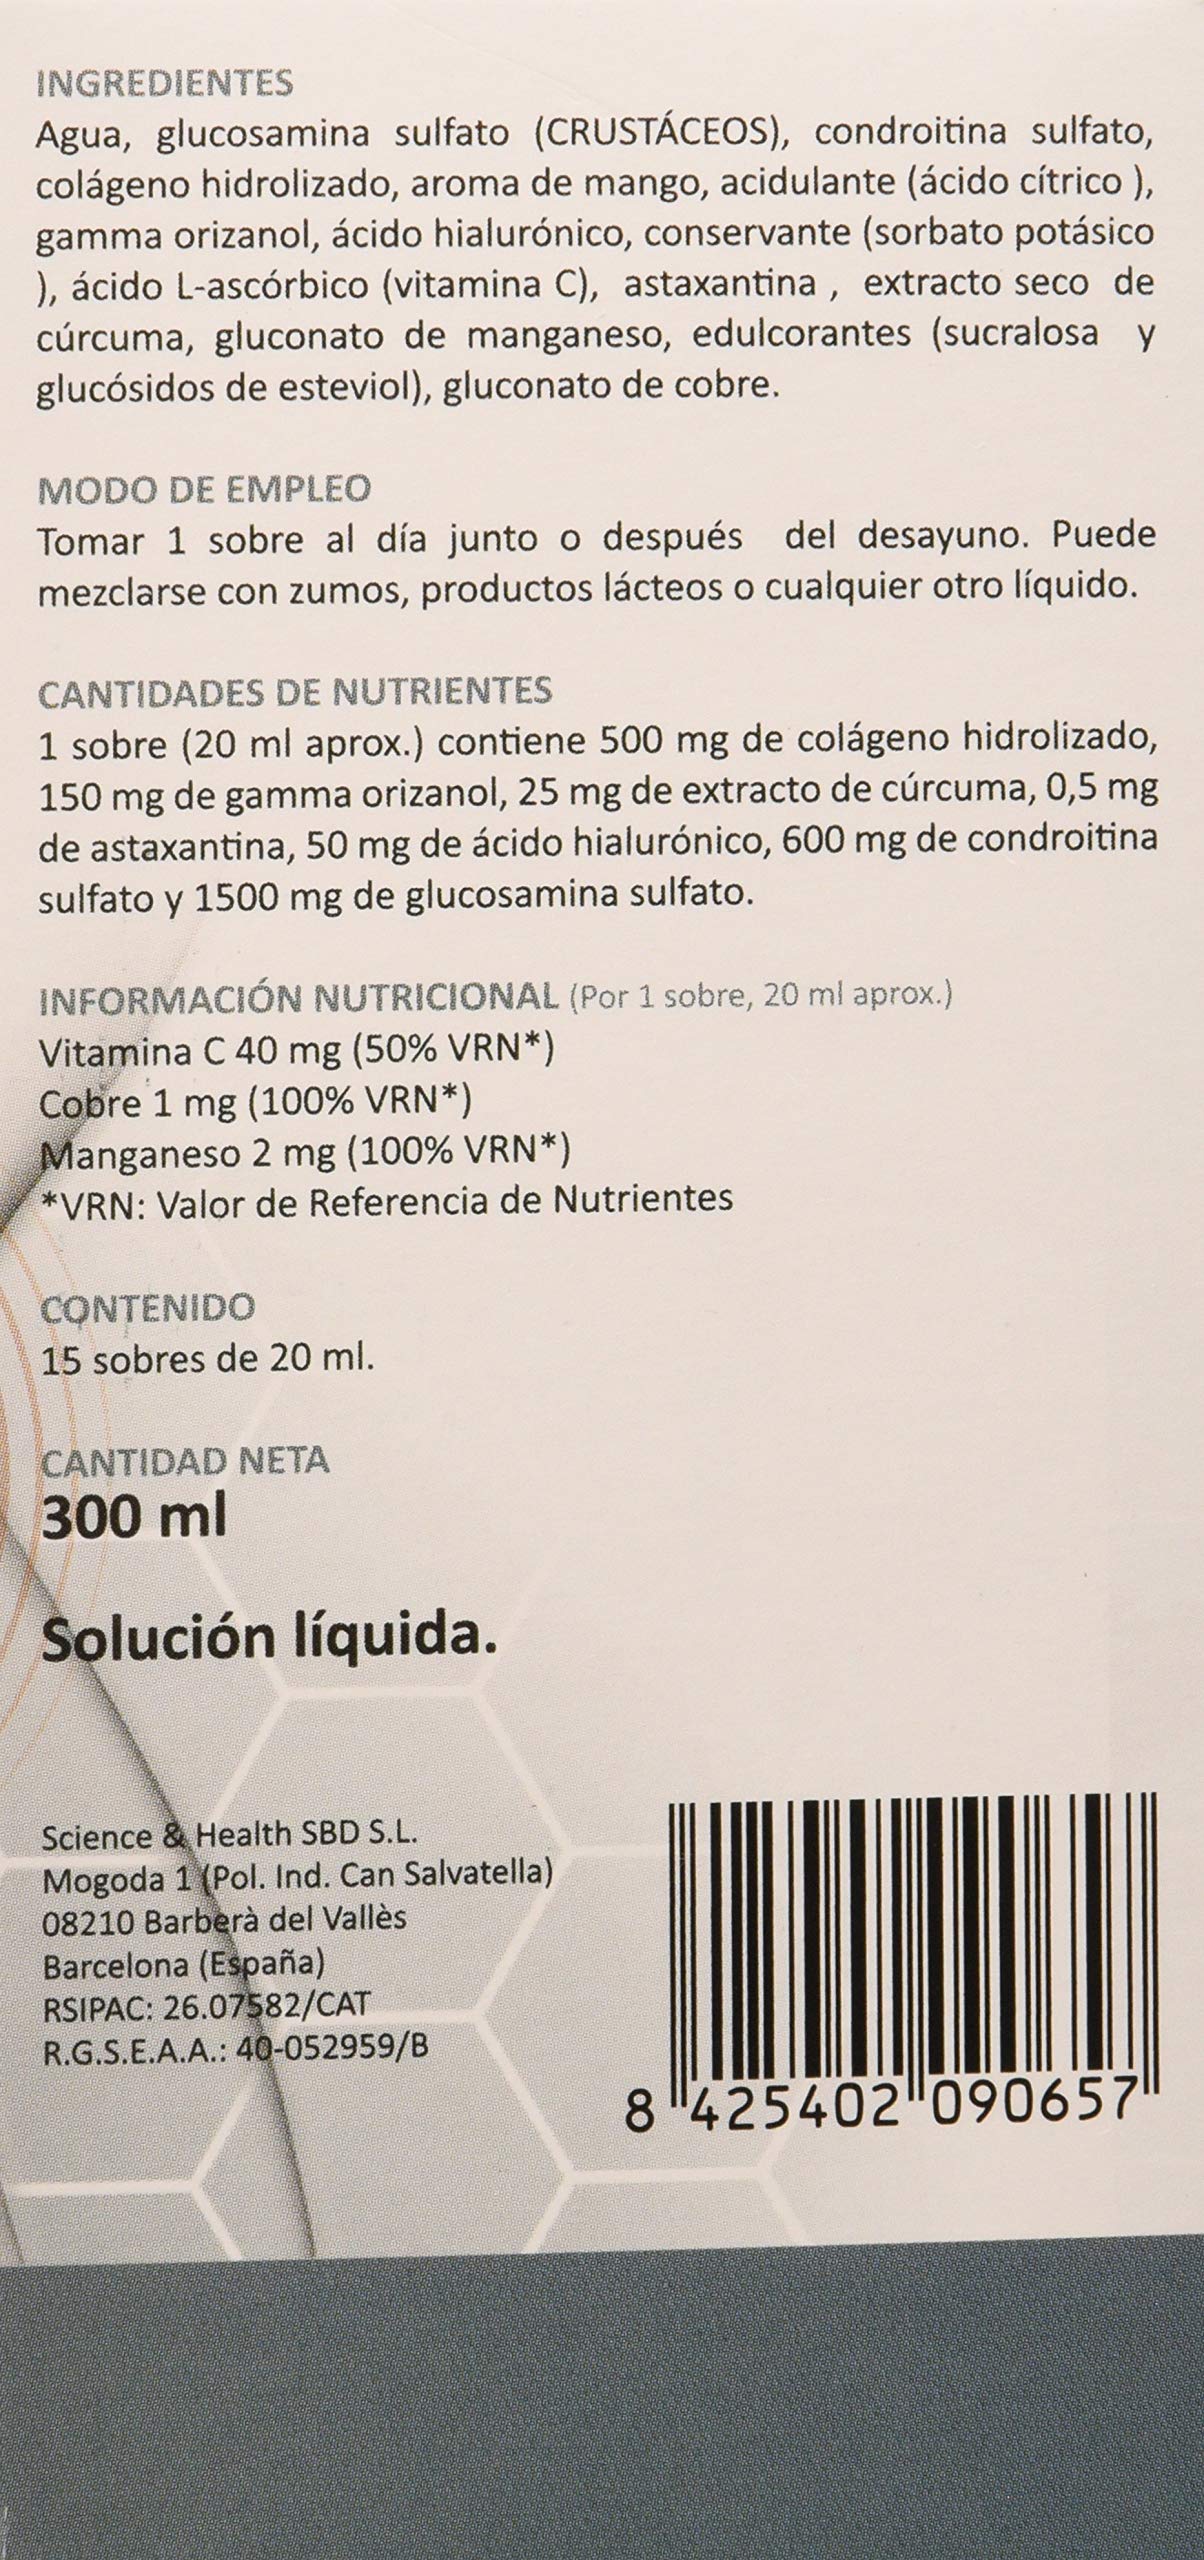 INGREDIENTES
Agua, glucosamina sulfato (CRUSTÁCEOS), condroitina sulfato,
colágeno hidrolizado, aroma de mango, acidulante (ácido cítrico ),
gamma orizanol, ácido hialurónico, conservante (sorbato potásico
), ácido L-ascórbico (vitamina C), astaxantina , extracto seco de
cúrcuma, gluconato de manganeso, edulcorantes (sucralosa y
glucósidos de esteviol), gluconato de cobre.
MODO DE EMPLEO
Tomar 1 sobre al día junto o después del desayuno. Puede
mezclarse con zumos, productos lácteos o cualquier otro líquido.
CANTIDADES DE NUTRIENTES
1 sobre (20 ml aprox.) contiene 500 mg de colágeno hidrolizado,
150 mg de gamma orizanol, 25 mg de extracto de cúrcuma, 0,5 mg
de astaxantina, 50 mg de ácido hialurónico, 600 mg de condroitina
sulfato y 1500 mg de glucosamina sulfato.
INFORMACIÓN NUTRICIONAL (Por 1 sobre, 20 ml aprox.)
Vitamina C 40 mg (50% VRN*)
Cobre 1 mg (100% VRN*)
Manganeso 2 mg (100% VRN*)
*VRN: Valor de Referencia de Nutrientes
CONTENIDO
15 sobres de 20 ml.
CANTIDAD NETA
300 ml
Solución líquida.
Science & Health SBD S.L.
Mogoda 1 (Pol. Ind. Can Salvatella)
08210 Barberà del Vallès
Barcelona (España)
RSIPAC: 26.07582/CAT
R.G.S.E.A.A.: 40-052959/B
8 425402 090657